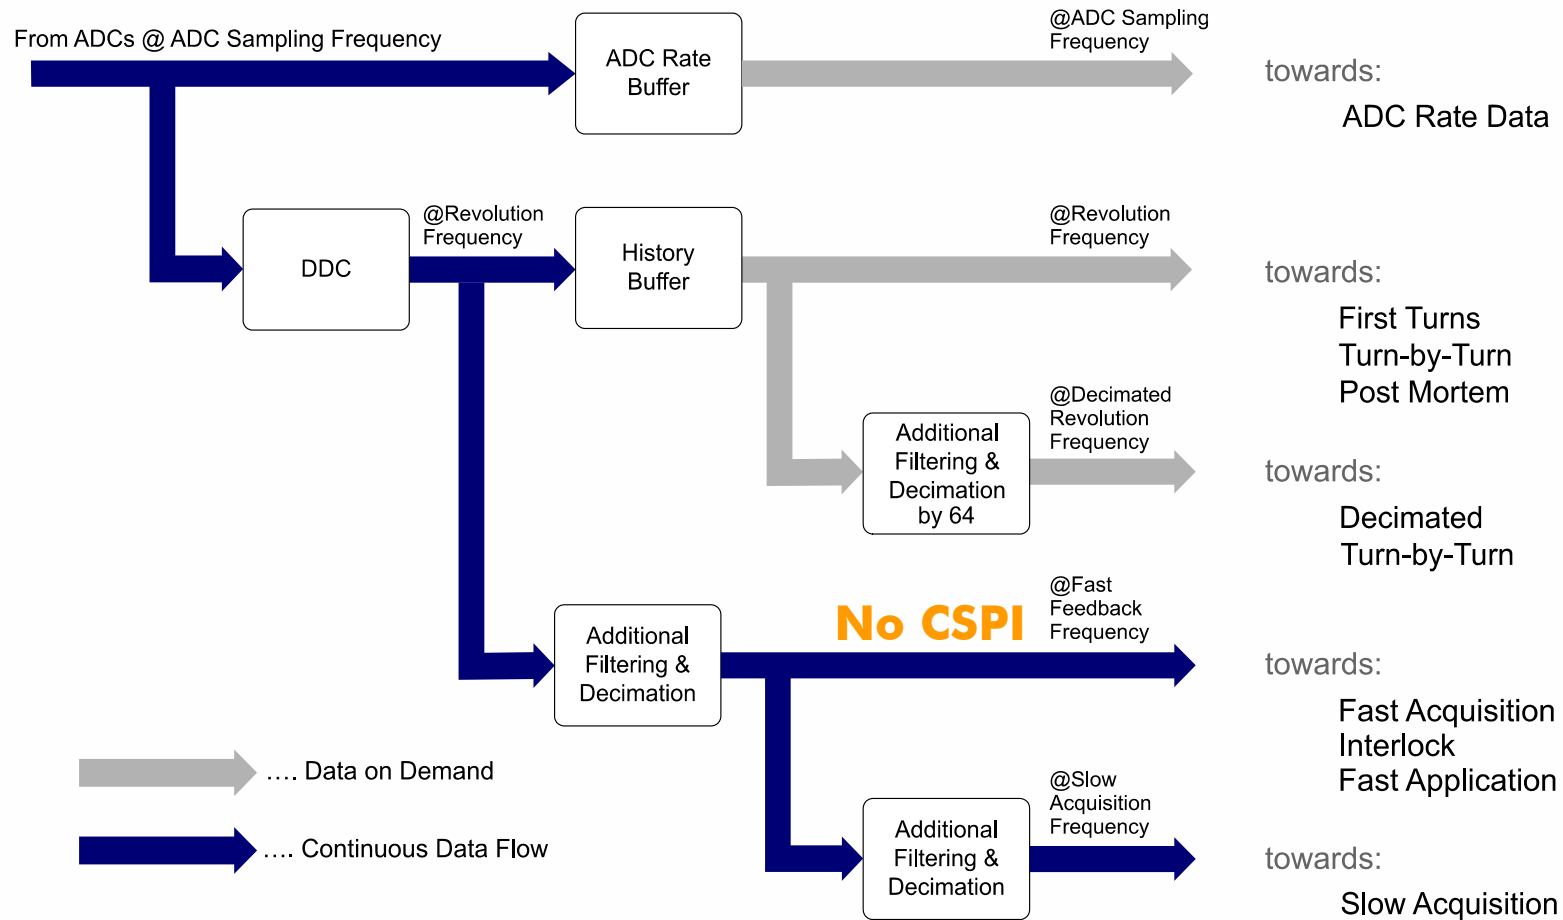 From ADCs @ ADC Sampling Frequency
ADC Rate
Buffer
@ADC Sampling
Frequency
towards:
ADC Rate Data
DDC
@Revolution
Frequency
History
Buffer
@Revolution
Frequency
towards:
First Turns
Turn-by-Turn
Post Mortem
Additional
Filtering &
Decimation
by 64
@Decimated
Revolution
Frequency
towards:
Decimated
Turn-by-Turn
Additional
Filtering &
Decimation
No CSPI
@Fast
Feedback
Frequency
towards:
Fast Acquisition
Interlock
Fast Application
.... Data on Demand
.... Continuous Data Flow
Additional
Filtering &
Decimation
@Slow
Acquisition
Frequency
towards:
Slow Acquisition